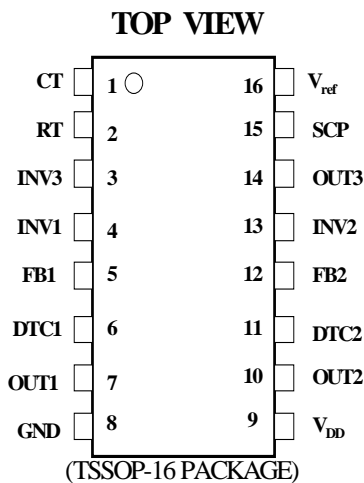 TOP VIEW
CT 1 16 Vref
RT 2 15 SCP
INV3 3 14 OUT3
INV1 4 13 INV2
FB1 5 12 FB2
DTC1 6 11 DTC2
OUT1 7 10 OUT2
GND 8 9 VDD
(TSSOP-16 PACKAGE)